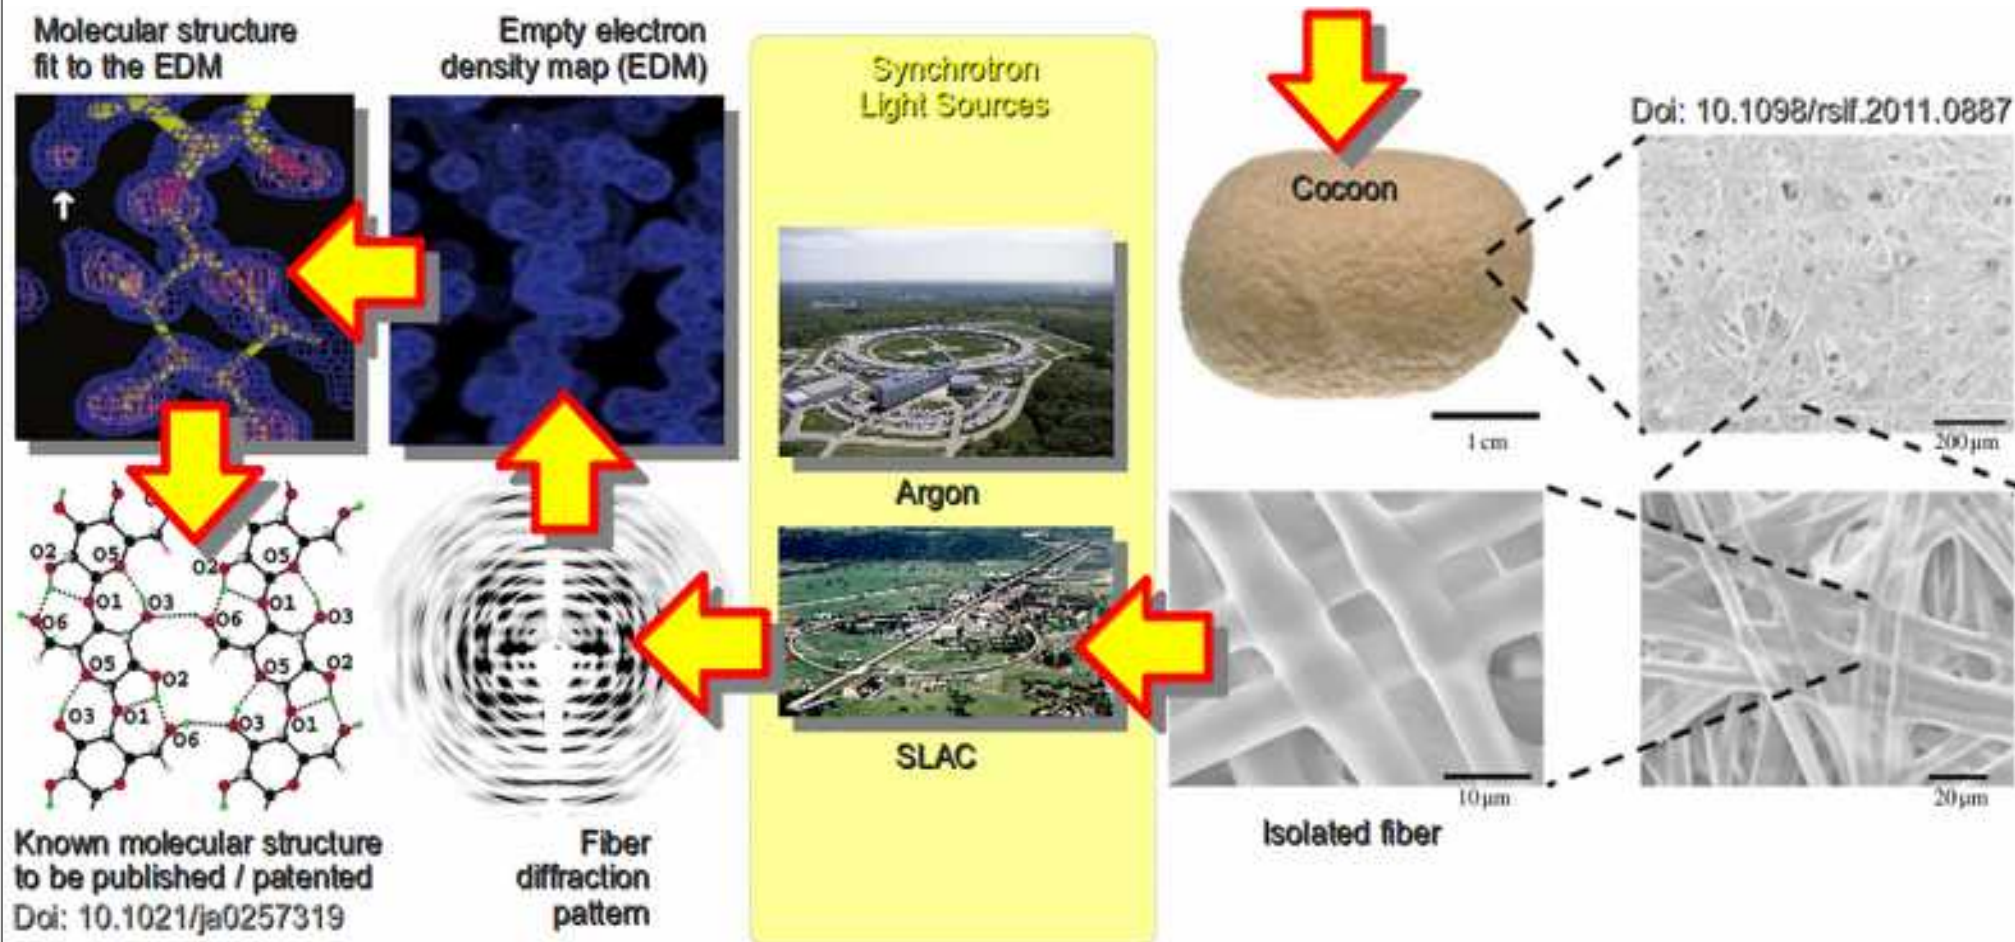 Molecular structure
fit to the EDM
Empty electron
density map (EDM)
Synchrotron
Light Sources
Cocoon
1 cm
Doi: 10.1098/rsif.2011.0887
200 µm
Argon
SLAC
10 µm
20 µm
Isolated fiber
O2
O5
O2
O5
O1
O3
O1
O3
O6
O6
O5
O2
O5
O2
O3
O1
O6
O3
O1
Known molecular structure
to be published / patented
Doi: 10.1021/ja0257319
Fiber
diffraction
pattern